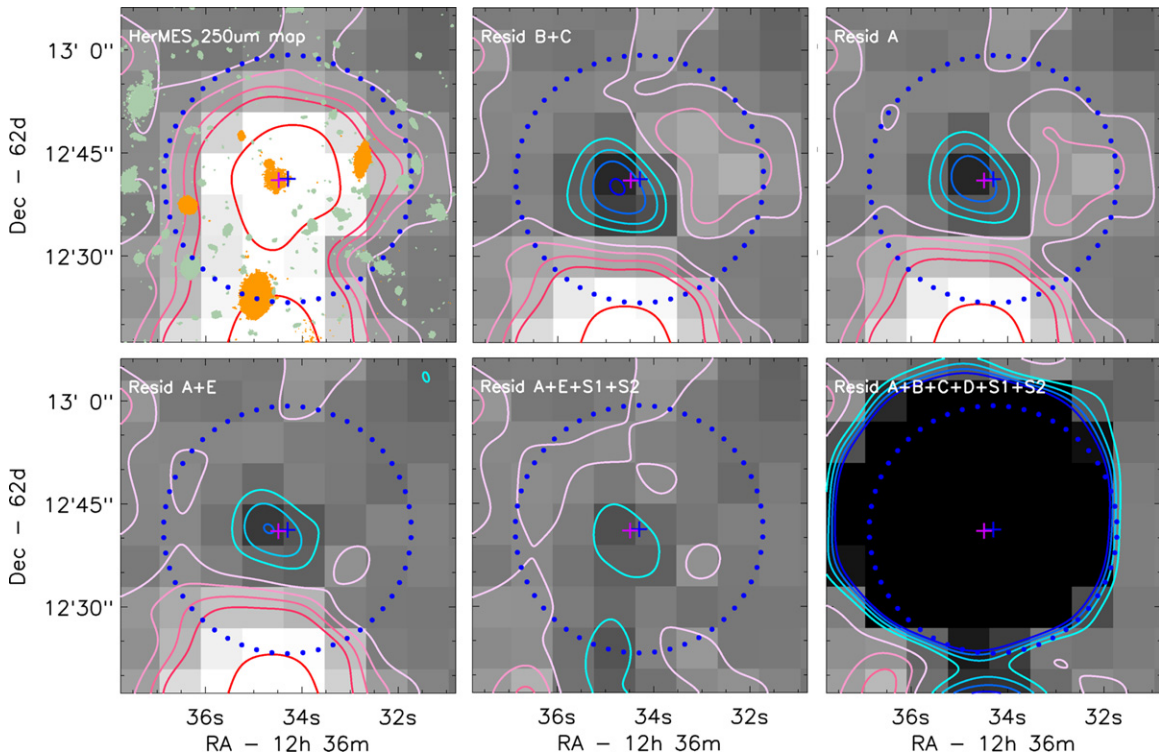 HerMES 250um map
Resid B+C
Resid A
13' 0''
12'45''
12'30''
Dec - 62d
Resid A+E
Resid A+E+S1+S2
Resid A+B+C+D+S1+S2
13' 0''
12'45''
12'30''
Dec - 62d
36s 34s 32s
36s 34s 32s
36s 34s 32s
RA - 12h 36m
RA - 12h 36m
RA - 12h 36m